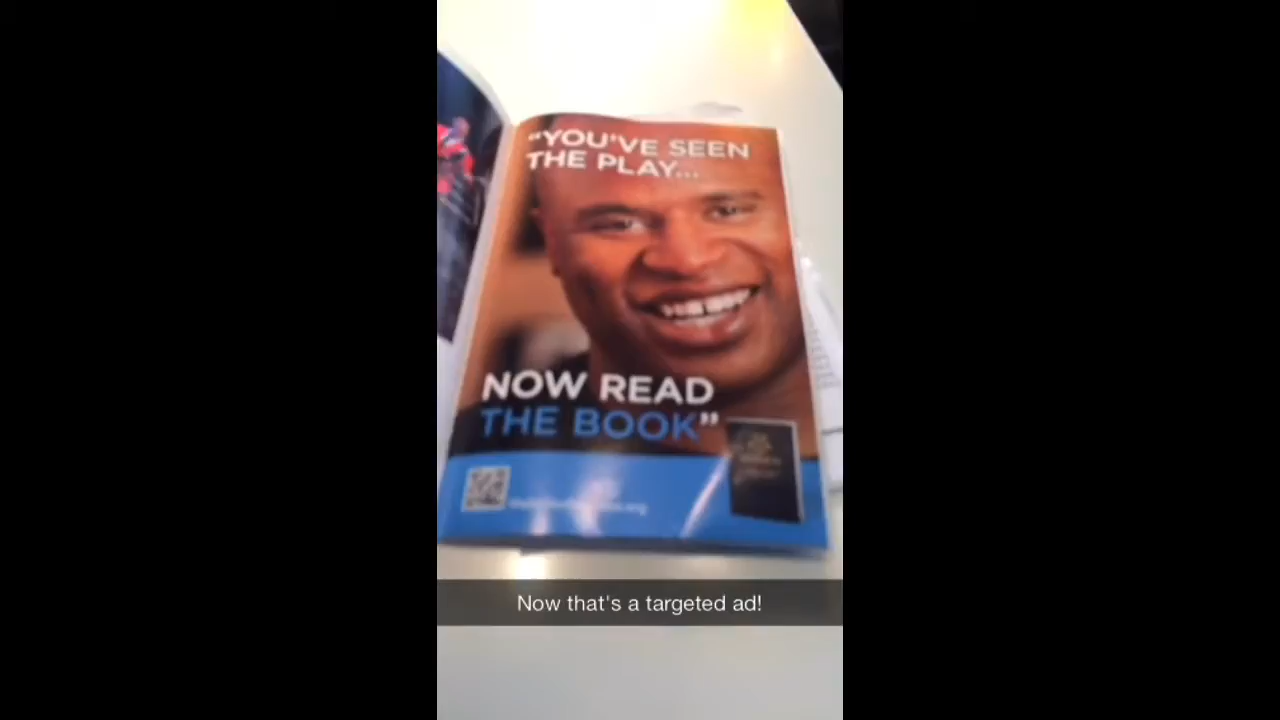 "YOU'VE SEEN
THE PLAY...
NOW READ
THE BOOK"
Now that's a targeted ad!